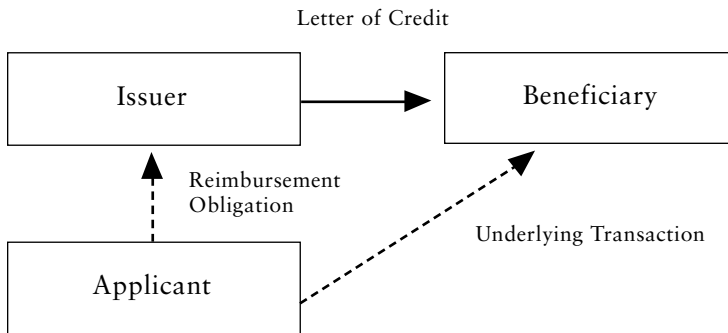 Letter of Credit
Issuer
Beneficiary
Reimbursement
Obligation
Underlying Transaction
Applicant